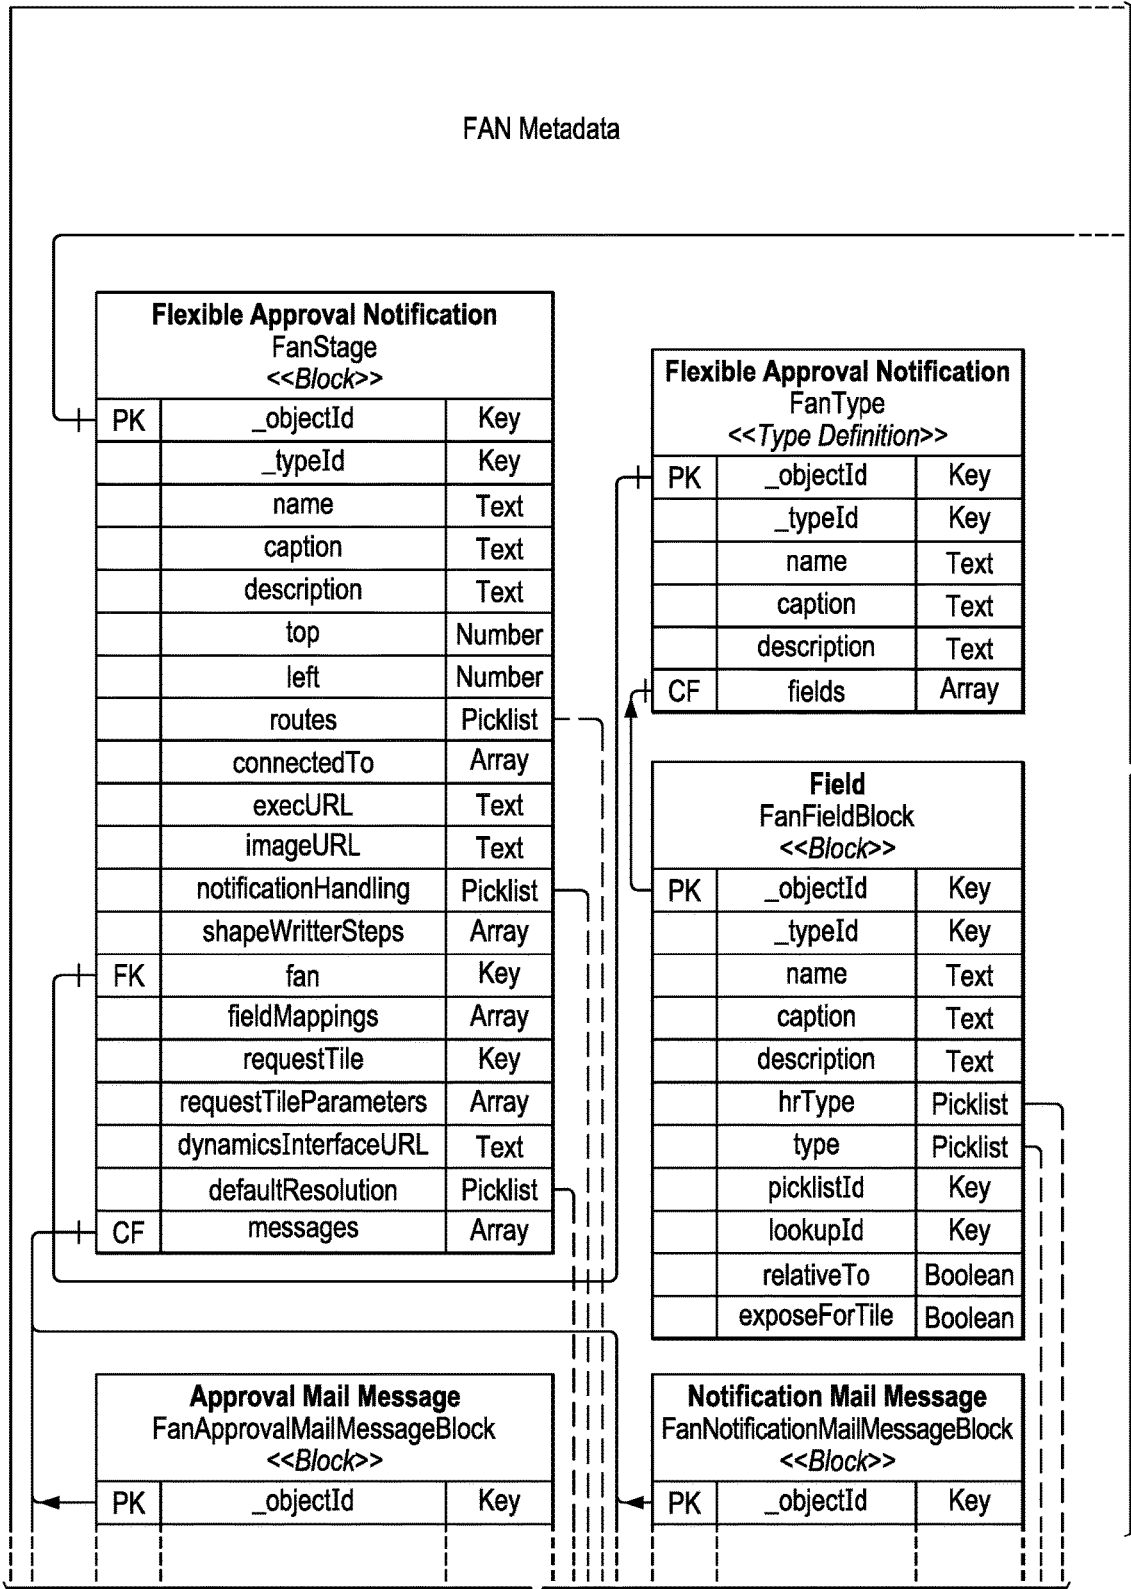 FAN Metadata
Flexible Approval Notification
FanStage
<<Block>>
PK _objectId Key
_typeId Key
name Text
caption Text
description Text
top Number
left Number
routes Picklist
connectedTo Array
execURL Text
imageURL Text
notificationHandling Picklist
shapeWritterSteps Array
FK fan Key
fieldMappings Array
requestTile Key
requestTileParameters Array
dynamicsInterfaceURL Text
defaultResolution Picklist
CF messages Array
Flexible Approval Notification
FanType
<<Type Definition>>
PK _objectId Key
_typeId Key
name Text
caption Text
description Text
CF fields Array
Field
FanFieldBlock
<<Block>>
PK _objectId Key
_typeId Key
name Text
caption Text
description Text
hrType Picklist
type Picklist
picklistId Key
lookupId Key
relativeTo Boolean
exposeForTile Boolean
Approval Mail Message
FanApprovalMailMessageBlock
<<Block>>
PK _objectId Key
Notification Mail Message
FanNotificationMailMessageBlock
<<Block>>
PK _objectId Key